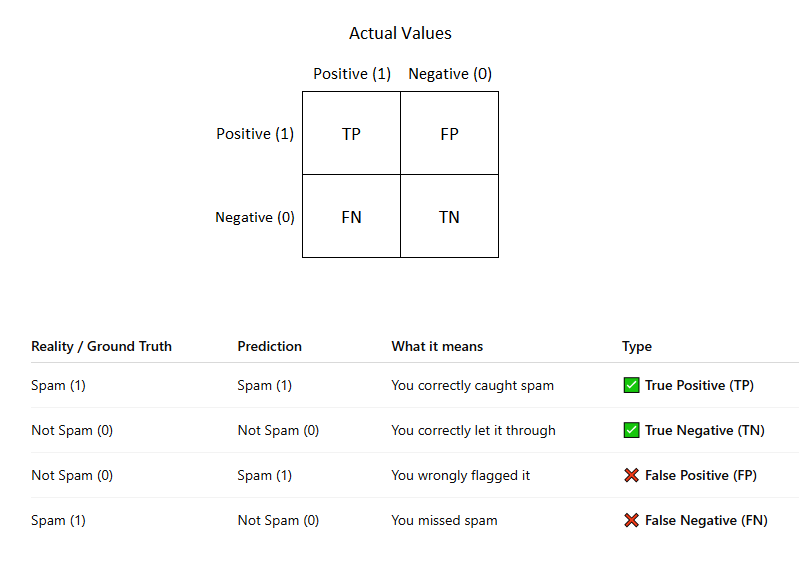 Actual Values
Positive (1) Negative (0)
Positive (1) TP FP
Negative (0) FN TN
Reality / Ground Truth Prediction What it means Type
Spam (1) Spam (1) You correctly caught spam ✅ True Positive (TP)
Not Spam (0) Not Spam (0) You correctly let it through ✅ True Negative (TN)
Not Spam (0) Spam (1) You wrongly flagged it ❌ False Positive (FP)
Spam (1) Not Spam (0) You missed spam ❌ False Negative (FN)